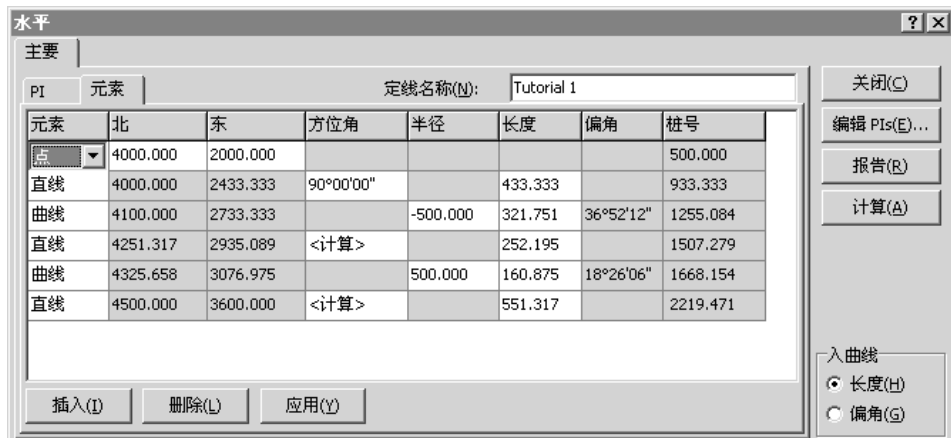 水平
主要
PI 元素 定线名称(N): Tutorial 1
元素 北 东 方位角 半径 长度 偏角 桩号
点 4000.000 2000.000 500.000
直线 4000.000 2433.333 90°00'00" 433.333 933.333
曲线 4100.000 2733.333 -500.000 321.751 36°52'12" 1255.084
直线 4251.317 2935.089 <计算> 252.195 1507.279
曲线 4325.658 3076.975 500.000 160.875 18°26'06" 1668.154
直线 4500.000 3600.000 <计算> 551.317 2219.471
插入(I) 删除(L) 应用(Y)
关闭(C)
编辑 PIs(E)...
报告(R)
计算(A)
入曲线
长度(H)
偏角(G)